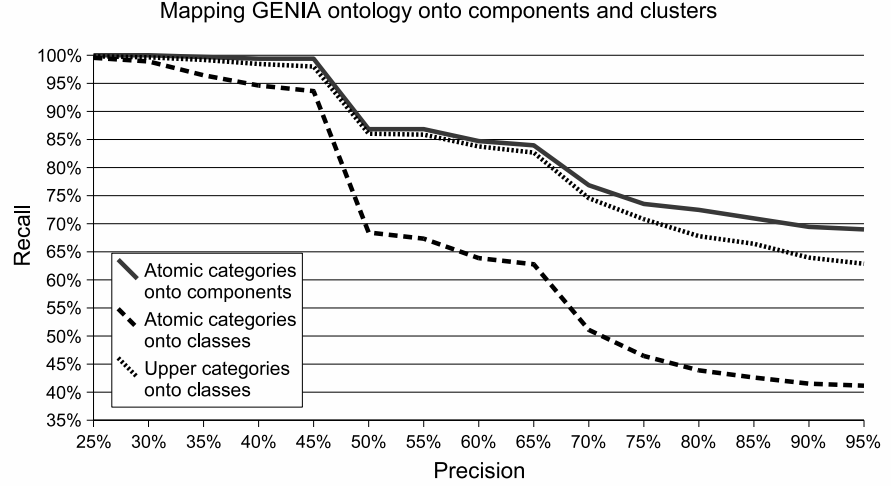 Mapping GENIA ontology onto components and clusters
100%
95%
90%
85%
80%
75%
70%
65%
60%
55%
50%
45%
40%
35%
Recall
Atomic categories
onto components
Atomic categories
onto classes
Upper categories
onto classes
25% 30% 35% 40% 45% 50% 55% 60% 65% 70% 75% 80% 85% 90% 95%
Precision